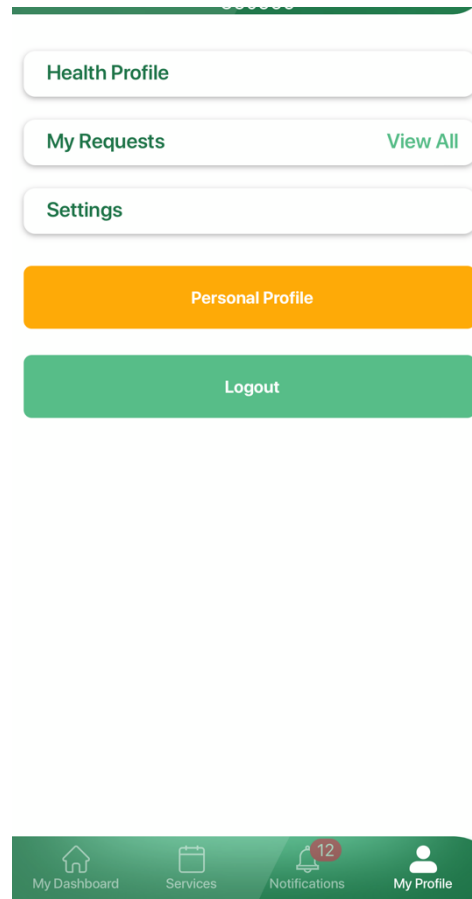 Health Profile
My Requests View All
Settings
Personal Profile
Logout
12
My Dashboard Services Notifications My Profile